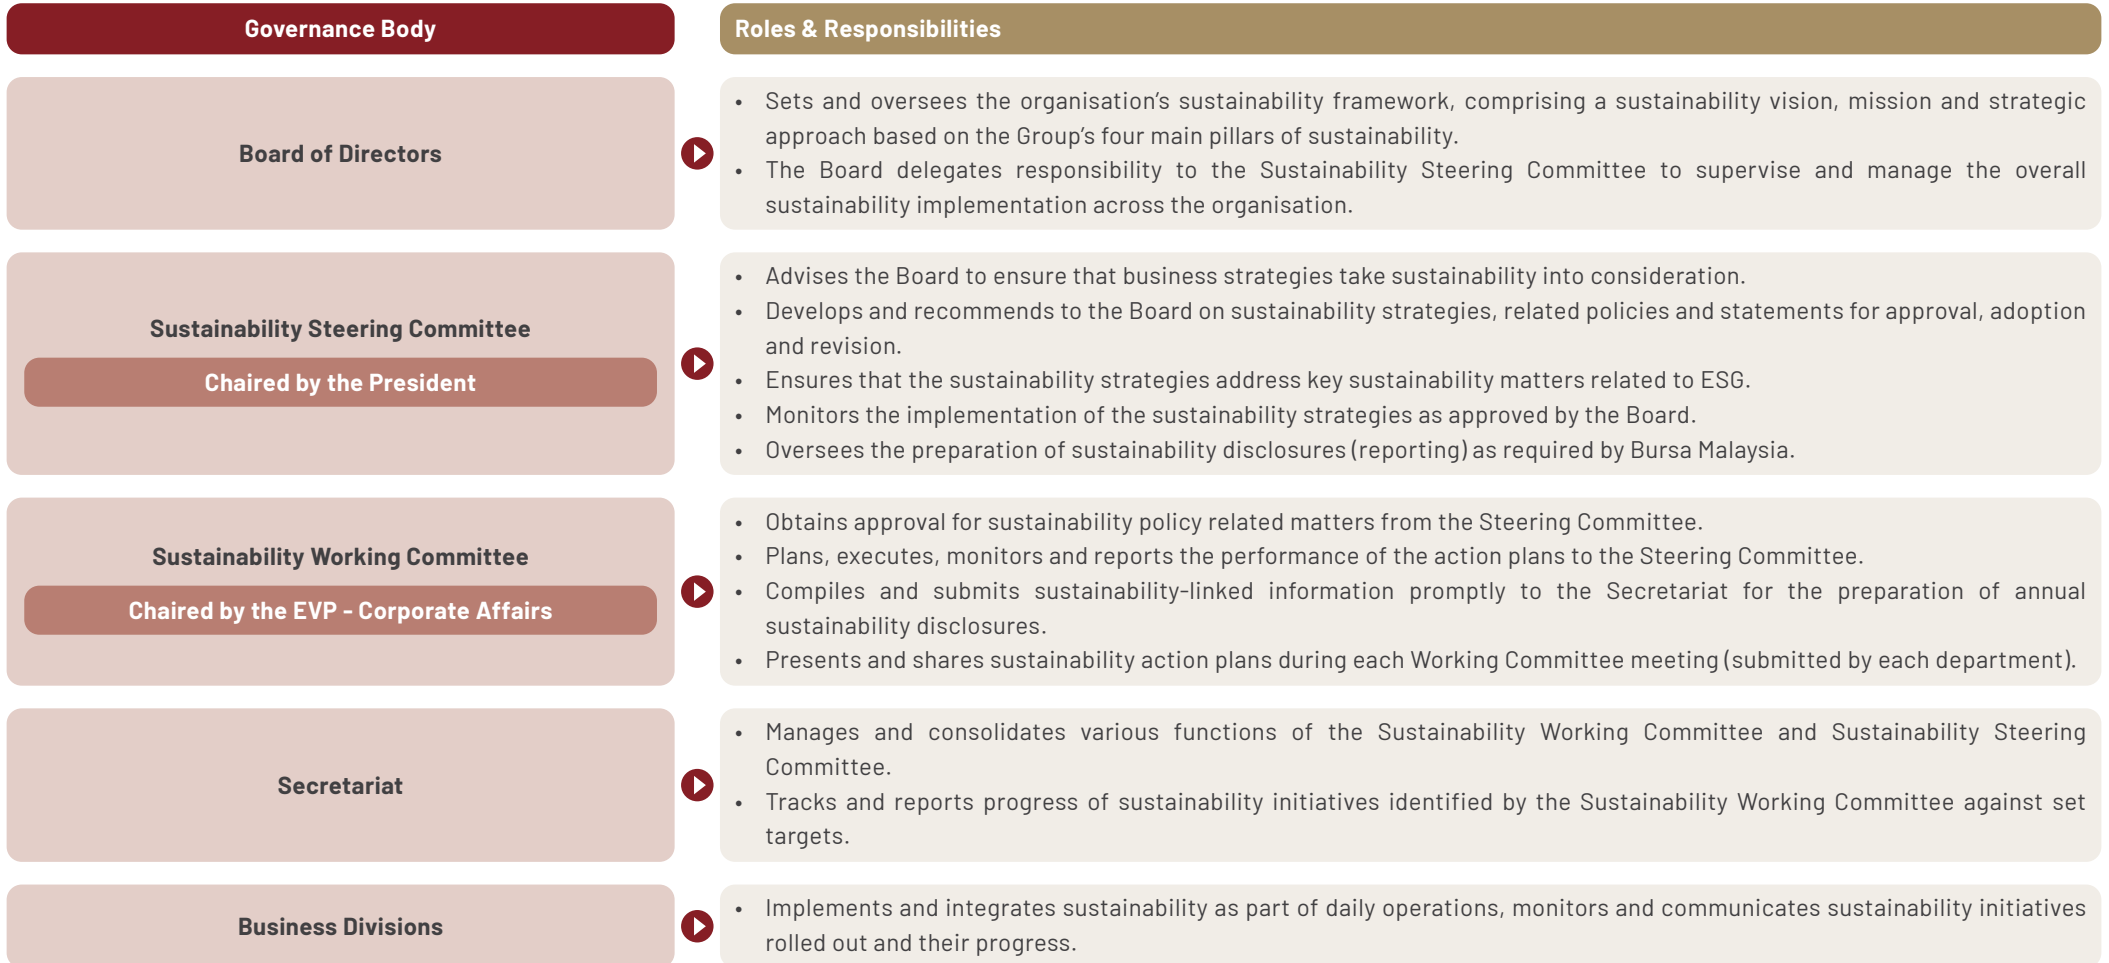 Governance Body
Roles & Responsibilities
Board of Directors
• Sets and oversees the organisation’s sustainability framework, comprising a sustainability vision, mission and strategic
approach based on the Group’s four main pillars of sustainability.
• The Board delegates responsibility to the Sustainability Steering Committee to supervise and manage the overall
sustainability implementation across the organisation.
Sustainability Steering Committee
Chaired by the President
• Advises the Board to ensure that business strategies take sustainability into consideration.
• Develops and recommends to the Board on sustainability strategies, related policies and statements for approval, adoption
and revision.
• Ensures that the sustainability strategies address key sustainability matters related to ESG.
• Monitors the implementation of the sustainability strategies as approved by the Board.
• Oversees the preparation of sustainability disclosures (reporting) as required by Bursa Malaysia.
Sustainability Working Committee
Chaired by the EVP - Corporate Affairs
• Obtains approval for sustainability policy related matters from the Steering Committee.
• Plans, executes, monitors and reports the performance of the action plans to the Steering Committee.
• Compiles and submits sustainability-linked information promptly to the Secretariat for the preparation of annual
sustainability disclosures.
• Presents and shares sustainability action plans during each Working Committee meeting (submitted by each department).
Secretariat
• Manages and consolidates various functions of the Sustainability Working Committee and Sustainability Steering
Committee.
• Tracks and reports progress of sustainability initiatives identified by the Sustainability Working Committee against set
targets.
Business Divisions
• Implements and integrates sustainability as part of daily operations, monitors and communicates sustainability initiatives
rolled out and their progress.